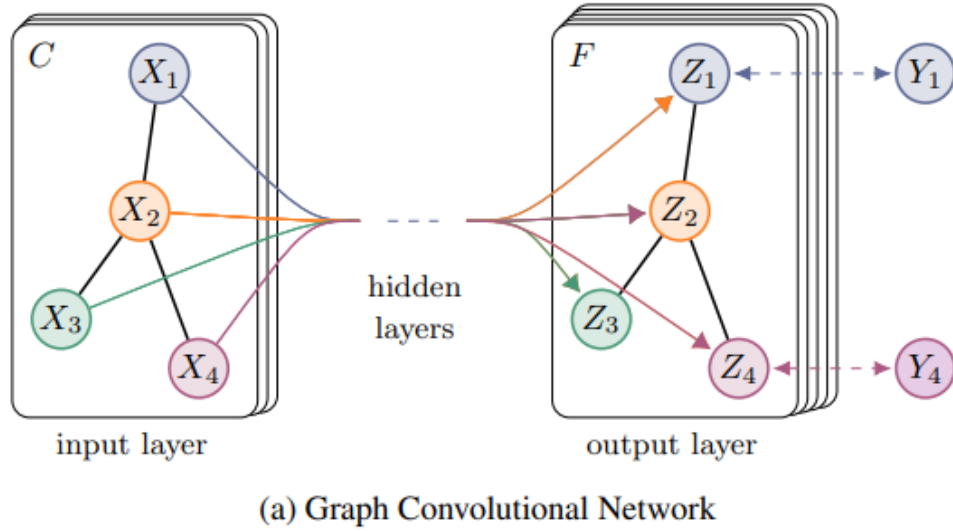 C
X₁
X₂
X₃
X₄
input layer
hidden
layers
F
Z₁
Z₂
Z₃
Z₄
output layer
Y₁
Y₄
(a) Graph Convolutional Network